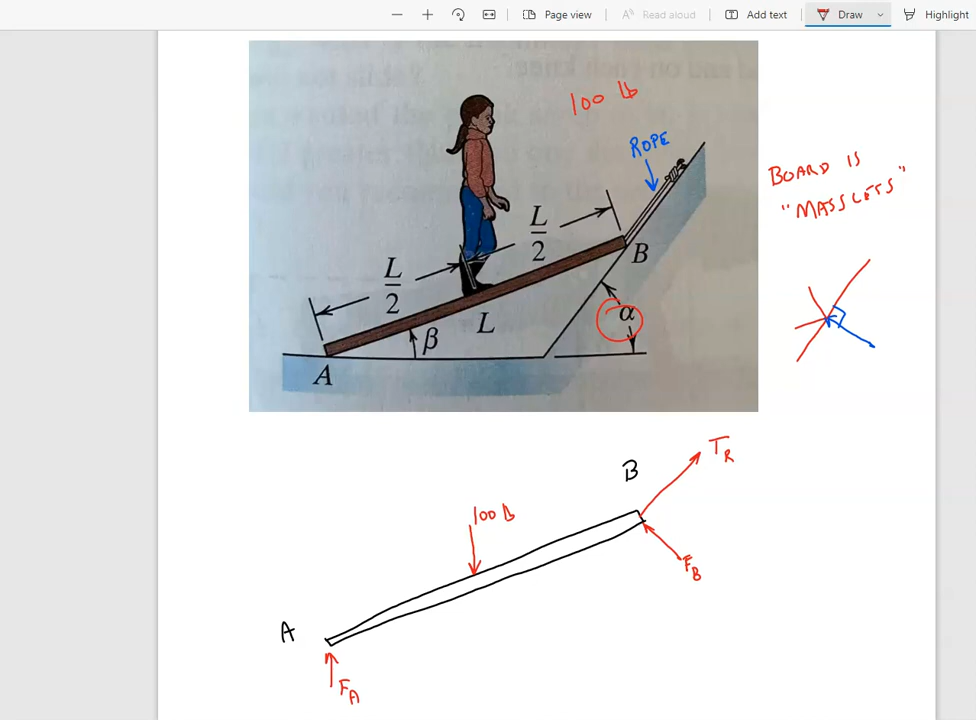 Page view
Read aloud
Add text
Draw
Highlight
100 lb
ROPE
BOARD IS
"MASSLESS"
L
2
L
2
B
L
β
α
A
B
T_R
100 lb
F_B
A
F_A